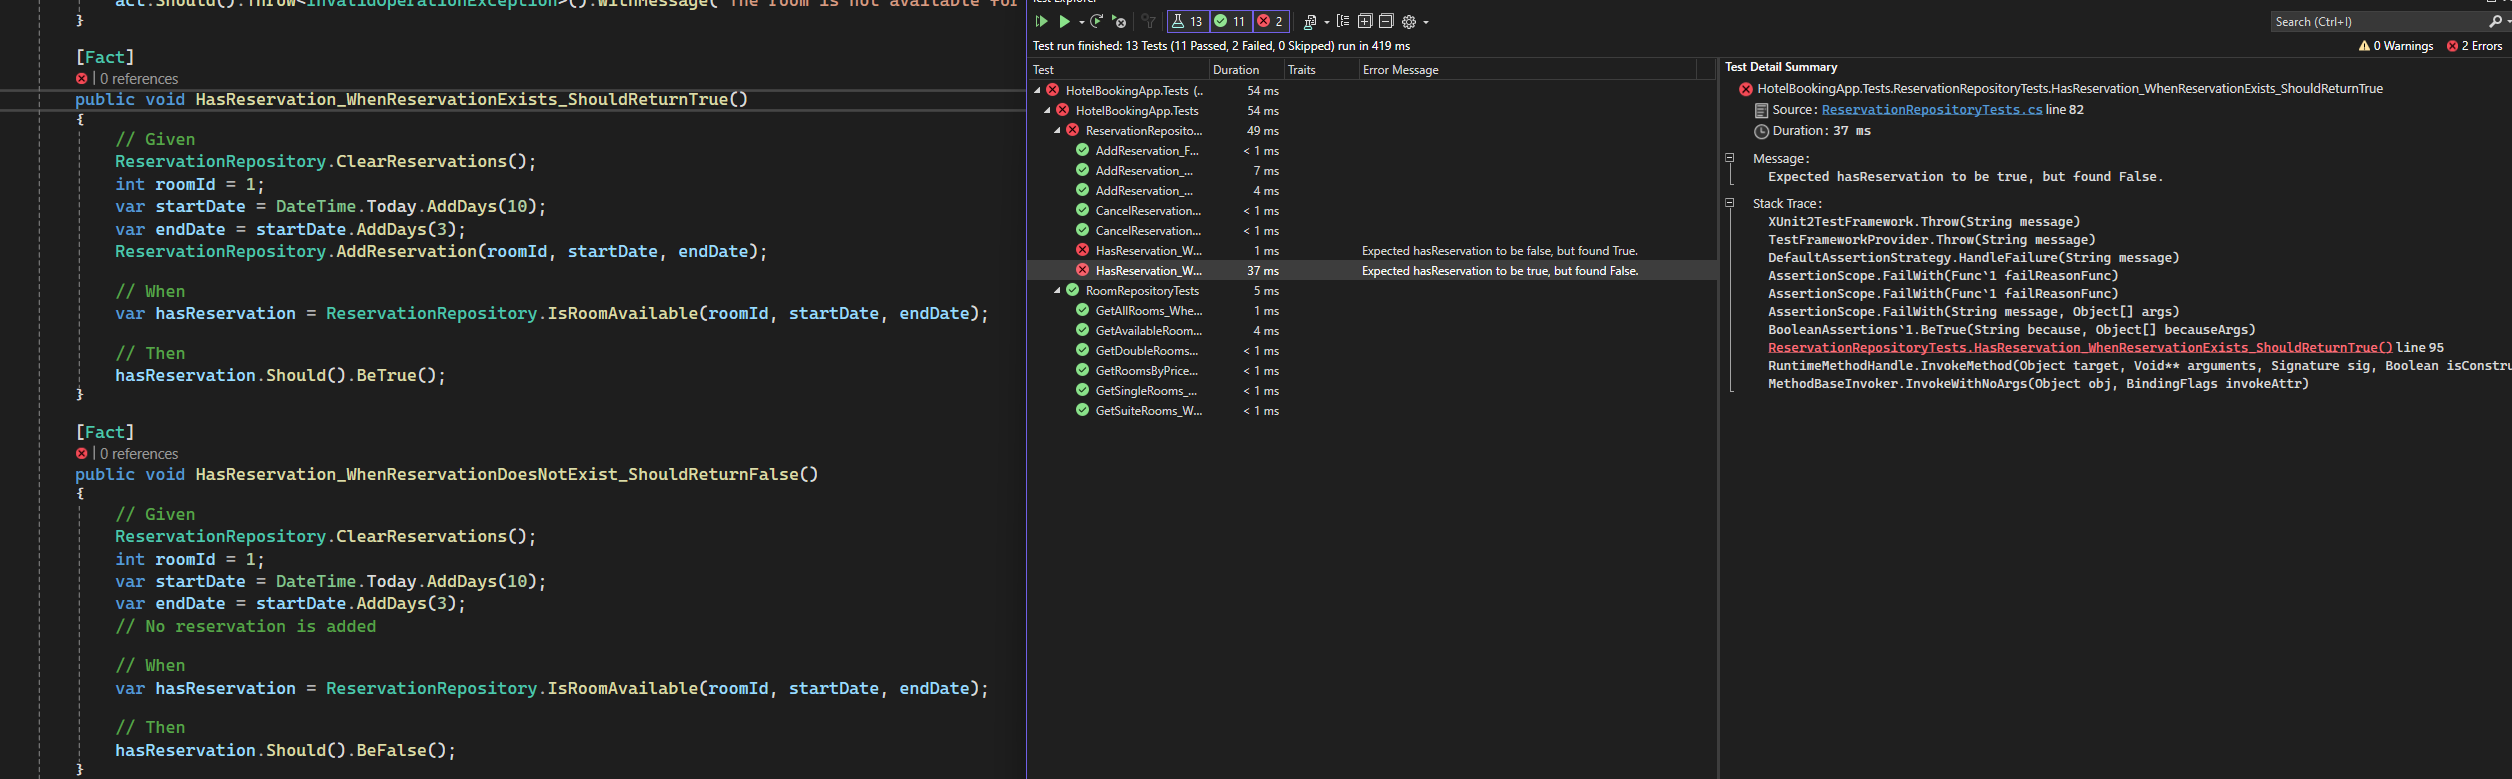 act.Should().Throw<InvalidOperationException>().WithMessage("The room is not available for
}
[Fact]
| 0 references
public void HasReservation_WhenReservationExists_ShouldReturnTrue()
{
// Given
ReservationRepository.ClearReservations();
int roomId = 1;
var startDate = DateTime.Today.AddDays(10);
var endDate = startDate.AddDays(3);
ReservationRepository.AddReservation(roomId, startDate, endDate);
// When
var hasReservation = ReservationRepository.IsRoomAvailable(roomId, startDate, endDate);
// Then
hasReservation.Should().BeTrue();
}
[Fact]
| 0 references
public void HasReservation_WhenReservationDoesNotExist_ShouldReturnFalse()
{
// Given
ReservationRepository.ClearReservations();
int roomId = 1;
var startDate = DateTime.Today.AddDays(10);
var endDate = startDate.AddDays(3);
// No reservation is added
// When
var hasReservation = ReservationRepository.IsRoomAvailable(roomId, startDate, endDate);
// Then
hasReservation.Should().BeFalse();
}
Test Explorer
13 11 2
Search (Ctrl+I)
Test run finished: 13 Tests (11 Passed, 2 Failed, 0 Skipped) run in 419 ms
0 Warnings 2 Errors
Test Duration Traits Error Message
HotelBookingApp.Tests (.. 54 ms
HotelBookingApp.Tests 54 ms
ReservationReposito... 49 ms
AddReservation_F... < 1 ms
AddReservation_... 7 ms
AddReservation_... 4 ms
CancelReservation... < 1 ms
CancelReservation... < 1 ms
HasReservation_W... 1 ms Expected hasReservation to be false, but found True.
HasReservation_W... 37 ms Expected hasReservation to be true, but found False.
RoomRepositoryTests 5 ms
GetAllRooms_Whe... 1 ms
GetAvailableRoom... 4 ms
GetDoubleRooms... < 1 ms
GetRoomsByPrice... < 1 ms
GetSingleRooms_... < 1 ms
GetSuiteRooms_W... < 1 ms
Test Detail Summary
HotelBookingApp.Tests.ReservationRepositoryTests.HasReservation_WhenReservationExists_ShouldReturnTrue
Source: ReservationRepositoryTests.cs line 82
Duration: 37 ms
Message:
Expected hasReservation to be true, but found False.
Stack Trace:
XUnit2TestFramework.Throw(String message)
TestFrameworkProvider.Throw(String message)
DefaultAssertionStrategy.HandleFailure(String message)
AssertionScope.FailWith(Func`1 failReasonFunc)
AssertionScope.FailWith(Func`1 failReasonFunc)
AssertionScope.FailWith(String message, Object[] args)
BooleanAssertions`1.BeTrue(String because, Object[] becauseArgs)
ReservationRepositoryTests.HasReservation_WhenReservationExists_ShouldReturnTrue() line 95
RuntimeMethodHandle.InvokeMethod(Object target, Void** arguments, Signature sig, Boolean isConstru
MethodBaseInvoker.InvokeWithNoArgs(Object obj, BindingFlags invokeAttr)